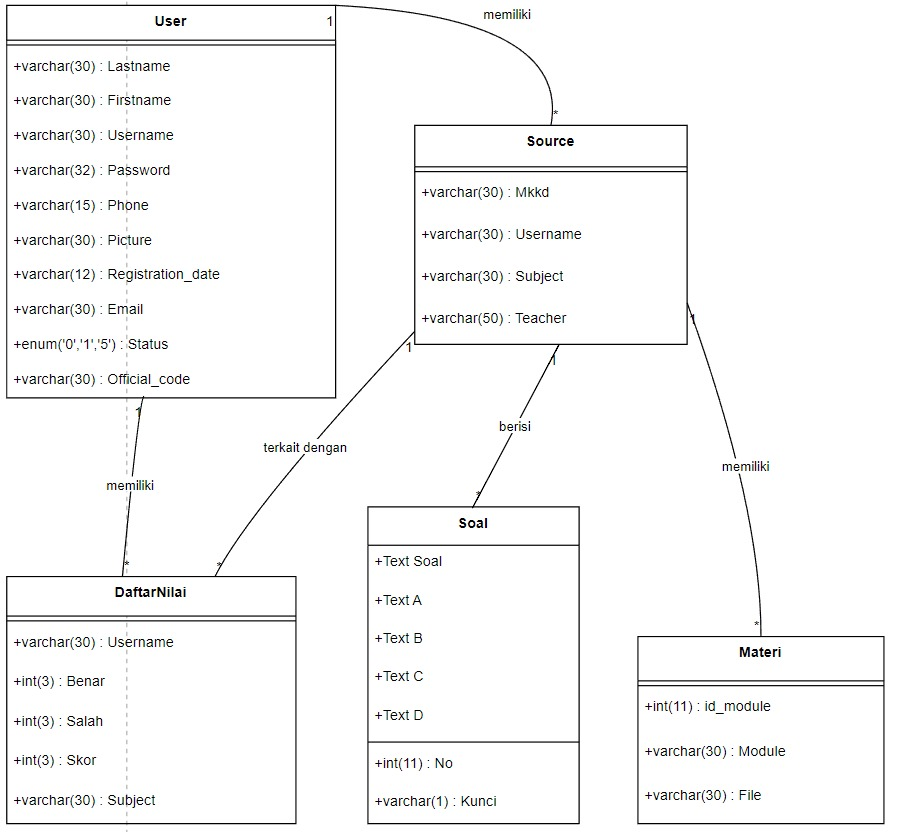 User
1
+varchar(30) : Lastname
+varchar(30) : Firstname
+varchar(30) : Username
+varchar(32) : Password
+varchar(15) : Phone
+varchar(30) : Picture
+varchar(12) : Registration_date
+varchar(30) : Email
+enum('0','1','5') : Status
+varchar(30) : Official_code
memiliki
*
Source
+varchar(30) : Mkkd
+varchar(30) : Username
+varchar(30) : Subject
+varchar(50) : Teacher
1
1
1
1
memiliki
terkait dengan
berisi
memiliki
*
*
*
*
DaftarNilai
+varchar(30) : Username
+int(3) : Benar
+int(3) : Salah
+int(3) : Skor
+varchar(30) : Subject
Soal
+Text Soal
+Text A
+Text B
+Text C
+Text D
+int(11) : No
+varchar(1) : Kunci
Materi
+int(11) : id_module
+varchar(30) : Module
+varchar(30) : File